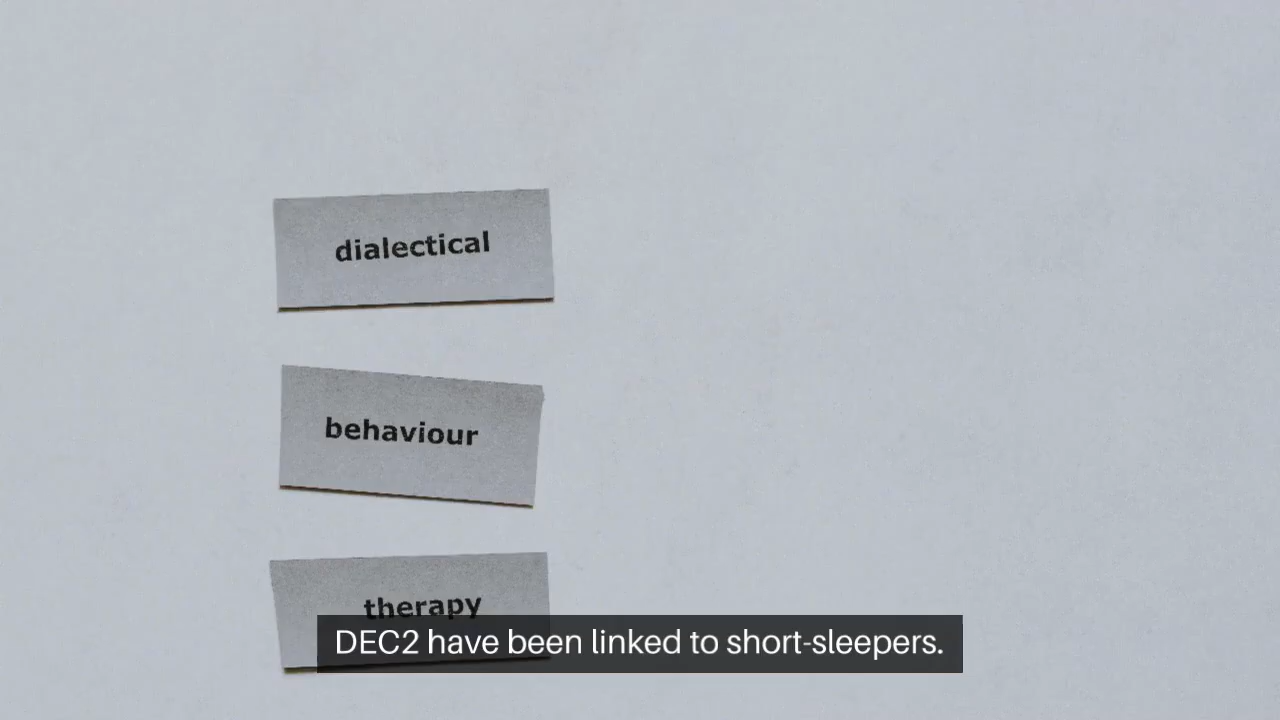 dialectical
behaviour
therapy
DEC2 have been linked to short-sleepers.